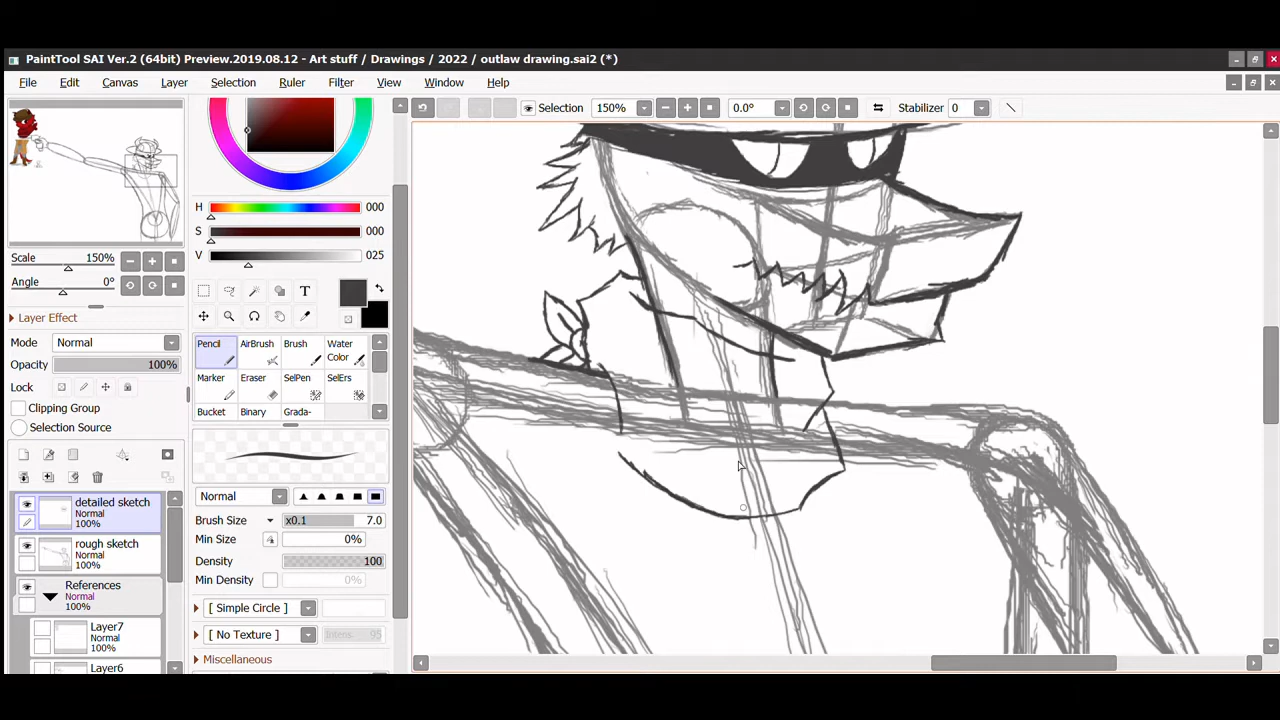 PaintTool SAI Ver.2 (64bit) Preview.2019.08.12 - Art stuff / Drawings / 2022 / outlaw drawing.sai2 (*)
File Edit Canvas Layer Selection Ruler Filter View Window Help
Selection 150% 0.0° Stabilizer 0
H 000
S 000
V 025
Scale 150%
Angle 0°
Layer Effect
Mode Normal
Opacity 100%
Lock
Clipping Group
Selection Source
T
Pencil AirBrush Brush Water Color
Marker Eraser SelPen SelErs
Bucket Binary Grada-
Normal
Brush Size x0.1 7.0
Min Size 0%
Density 100
Min Density 0%
[ Simple Circle ]
[ No Texture ] Intens. 95
Miscellaneous
detailed sketch
Normal
100%
rough sketch
Normal
100%
References
Normal
100%
Layer7
Normal
100%
Layer6